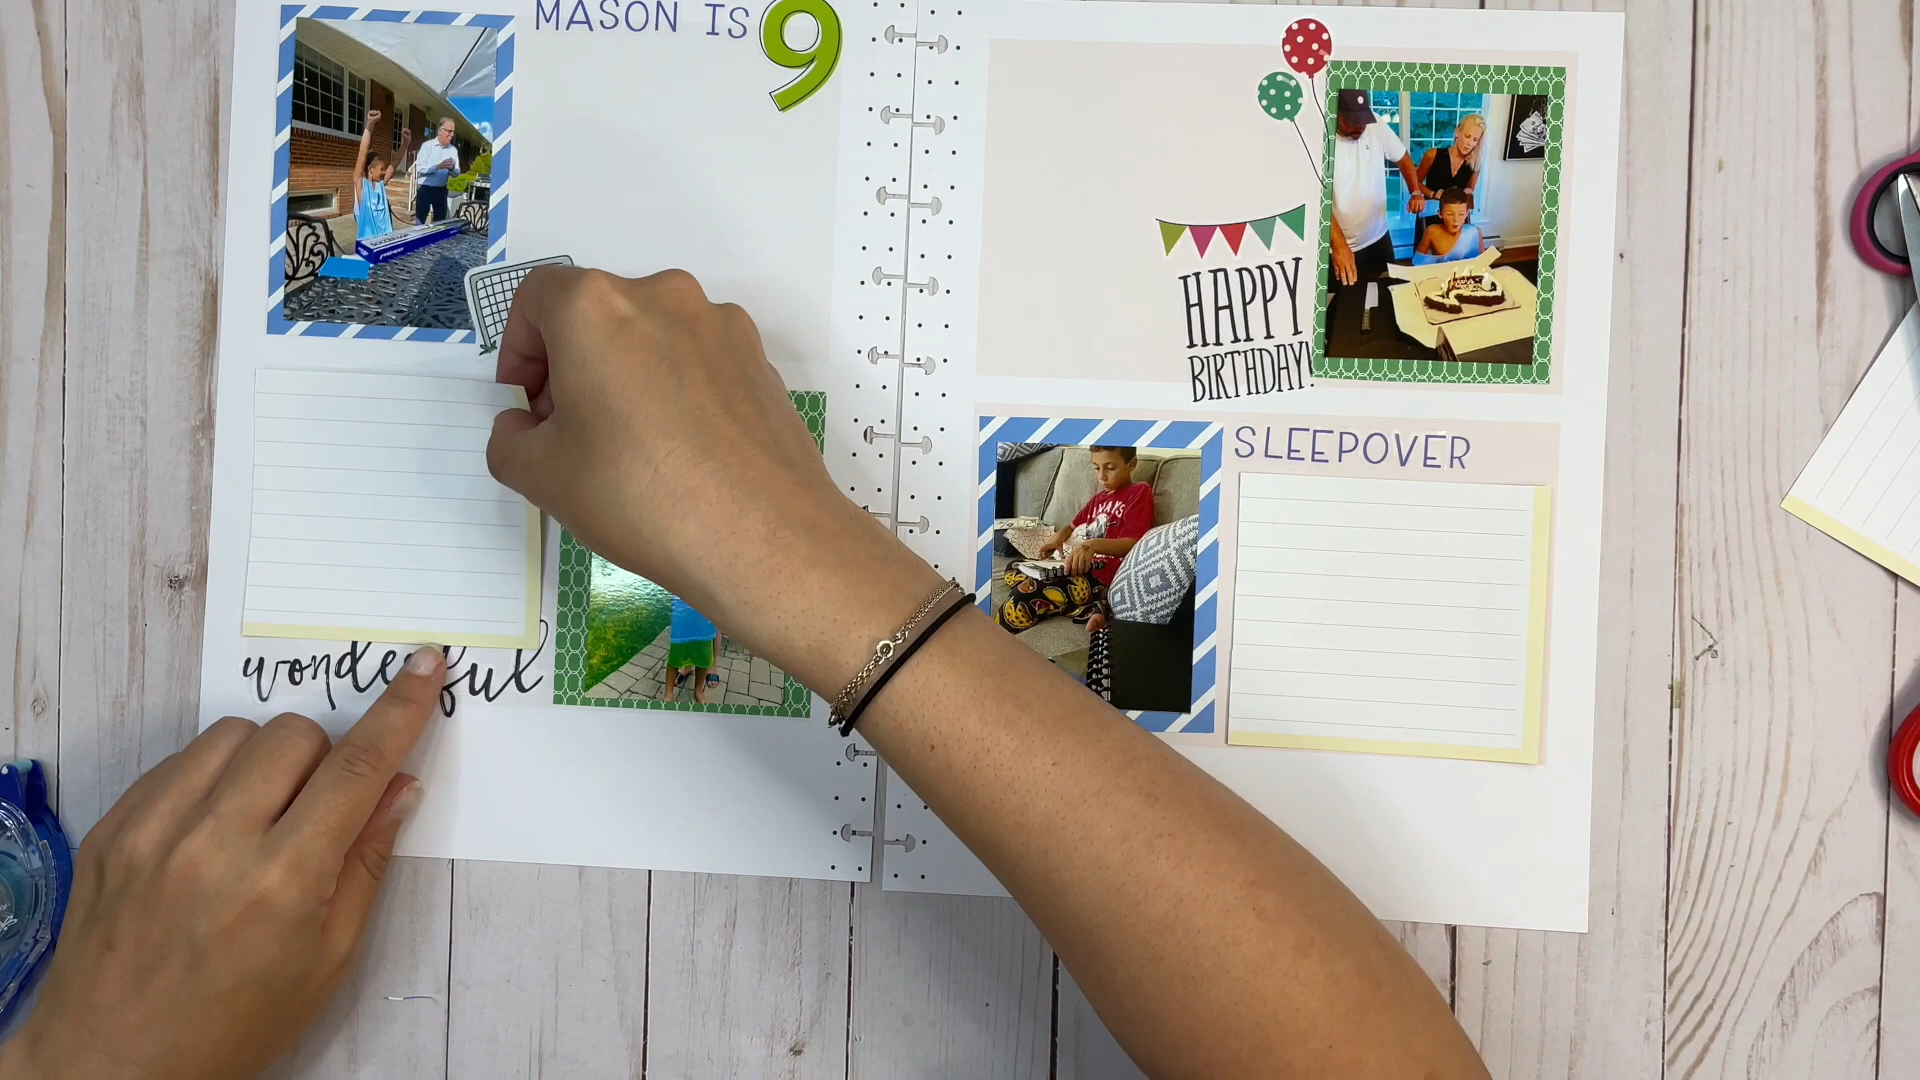 MASON IS 9
wonderful
HAPPY
BIRTHDAY!
SLEEPOVER